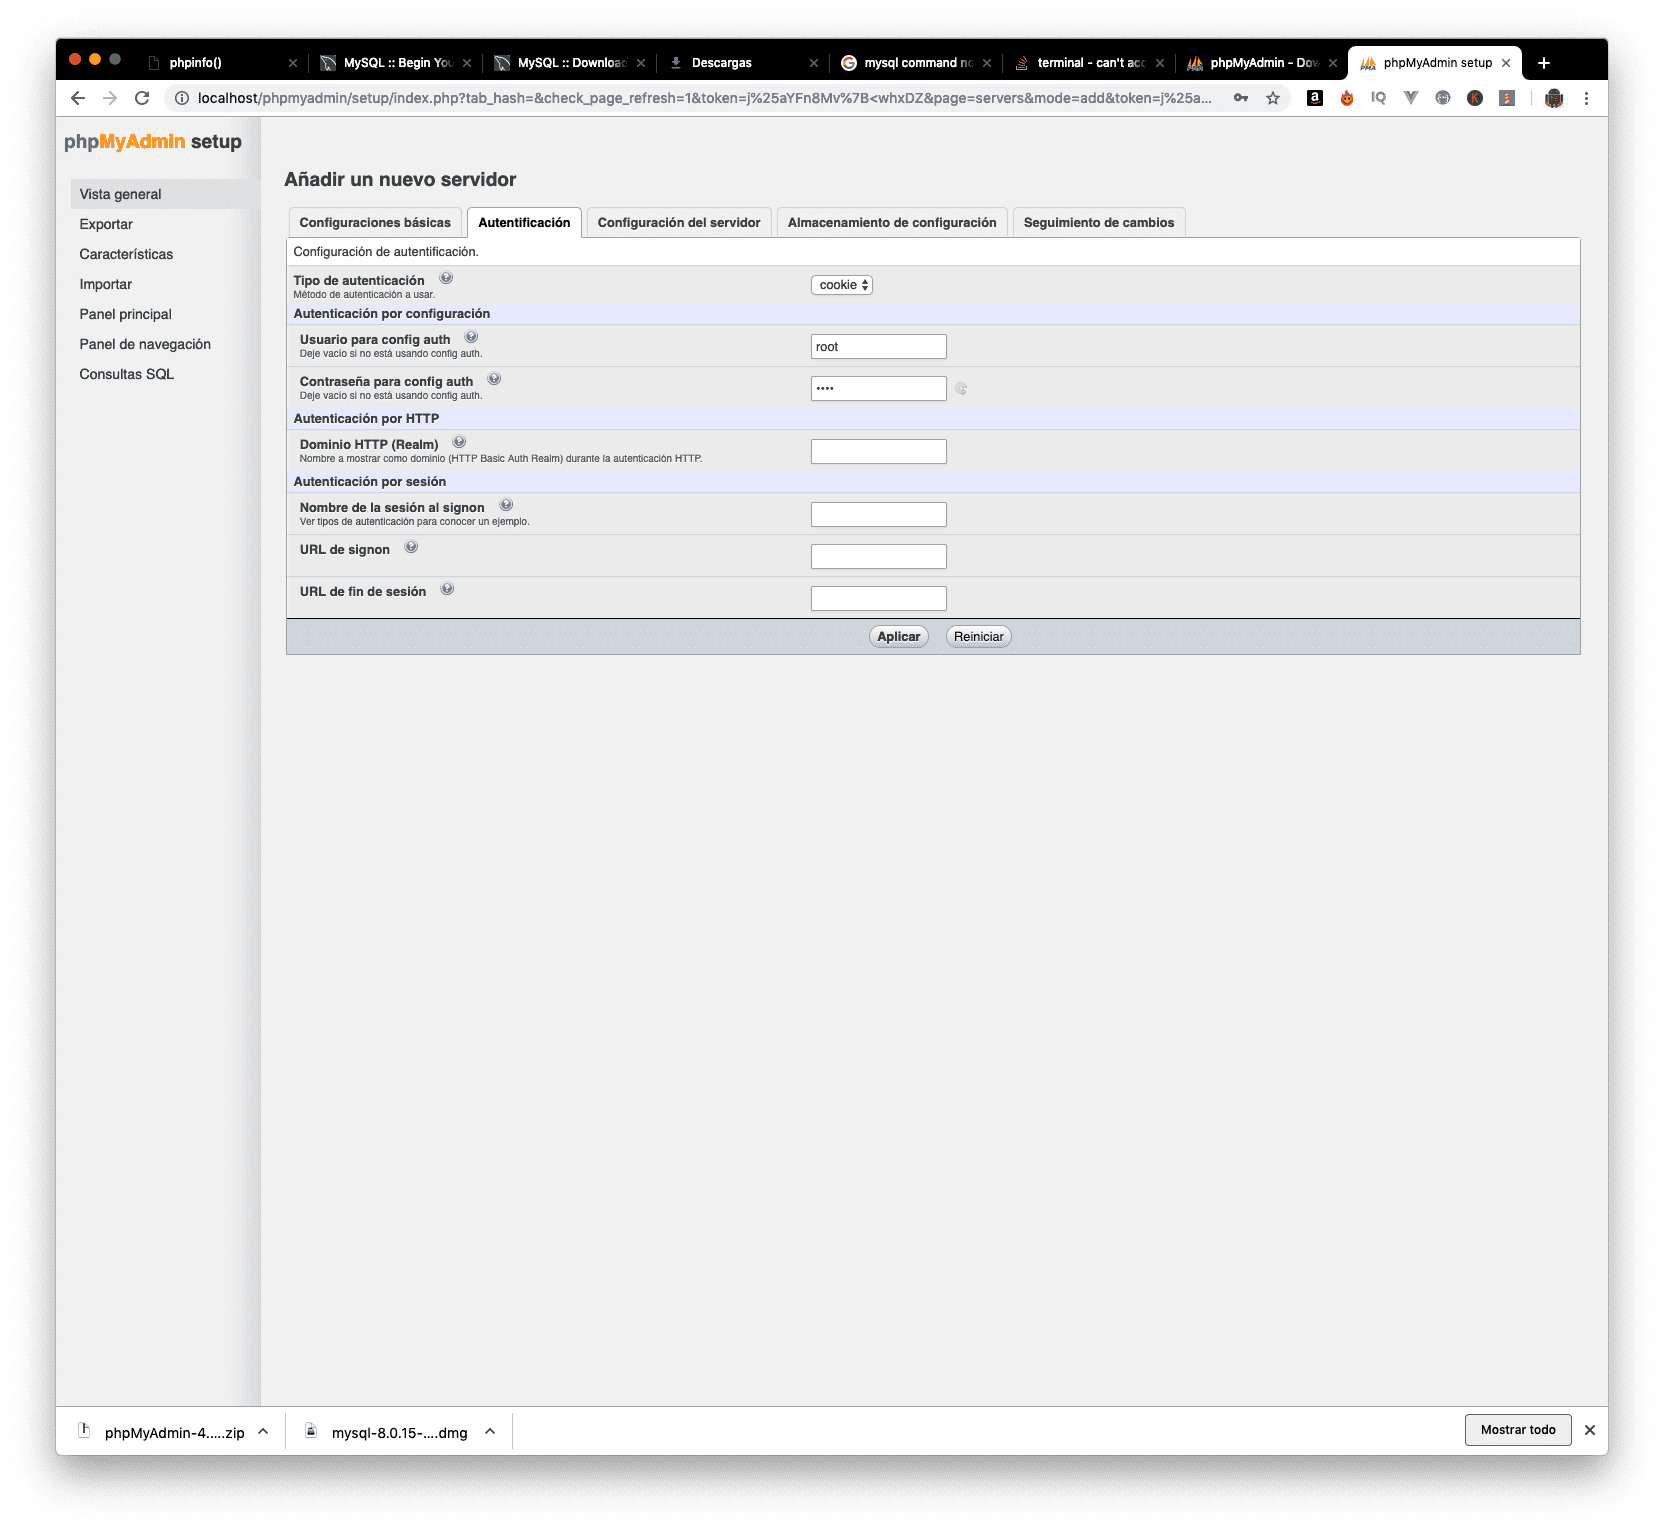 phpinfo()
MySQL :: Begin You
MySQL :: Download
Descargas
mysql command no
terminal - can't acc
phpMyAdmin - Dow
phpMyAdmin setup
localhost/phpmyadmin/setup/index.php?tab_hash=&check_page_refresh=1&token=j%25aYFn8Mv%7B<whxDZ&page=servers&mode=add&token=j%25a...
IQ
phpMyAdmin setup
Vista general
Exportar
Características
Importar
Panel principal
Panel de navegación
Consultas SQL
Añadir un nuevo servidor
Configuraciones básicas
Autentificación
Configuración del servidor
Almacenamiento de configuración
Seguimiento de cambios
Configuración de autentificación.
Tipo de autenticación
Método de autenticación a usar.
cookie
Autenticación por configuración
Usuario para config auth
Deje vacío si no está usando config auth.
root
Contraseña para config auth
Deje vacío si no está usando config auth.
••••
Autenticación por HTTP
Dominio HTTP (Realm)
Nombre a mostrar como dominio (HTTP Basic Auth Realm) durante la autenticación HTTP.
Autenticación por sesión
Nombre de la sesión al signon
Ver tipos de autenticación para conocer un ejemplo.
URL de signon
URL de fin de sesión
Aplicar
Reiniciar
phpMyAdmin-4.....zip
mysql-8.0.15-....dmg
Mostrar todo